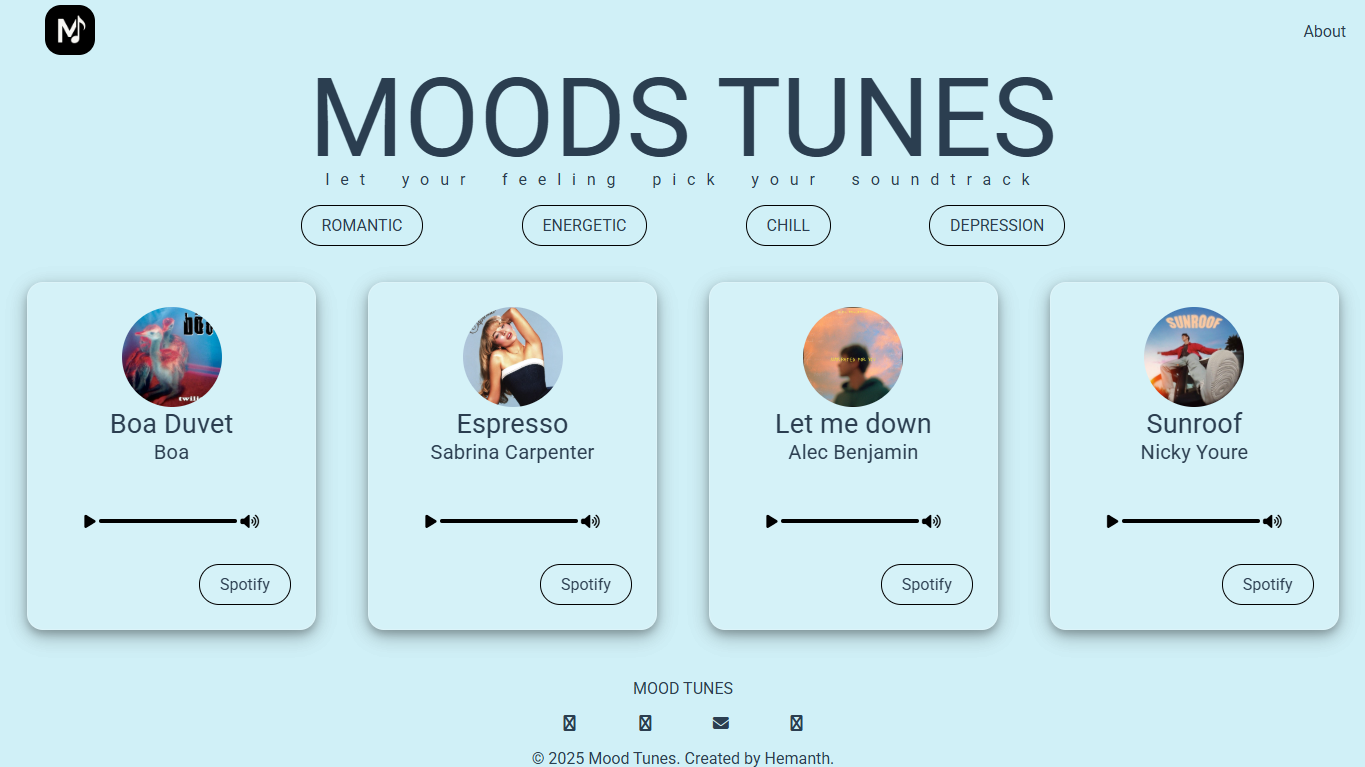 M
About
MOODS TUNES
let your feeling pick your soundtrack
ROMANTIC ENERGETIC CHILL DEPRESSION
SUNROOF
Boa Duvet Espresso Let me down Sunroof
Boa Sabrina Carpenter Alec Benjamin Nicky Youre
Spotify Spotify Spotify Spotify
MOOD TUNES
© 2025 Mood Tunes. Created by Hemanth.